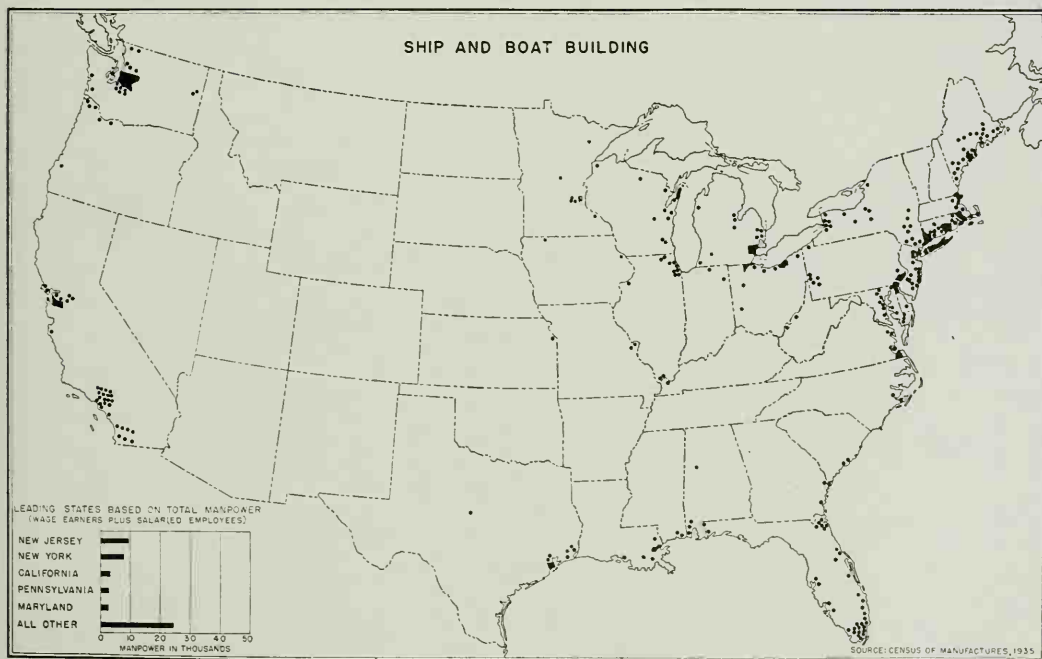 SHIP AND BOAT BUILDING
LEADING STATES BASED ON TOTAL MANPOWER
(WAGE EARNERS PLUS SALARIED EMPLOYEES)
NEW JERSEY
NEW YORK
CALIFORNIA
PENNSYLVANIA
MARYLAND
ALL OTHER
0 10 20 30 40 50
MANPOWER IN THOUSANDS
SOURCE: CENSUS OF MANUFACTURES, 1935